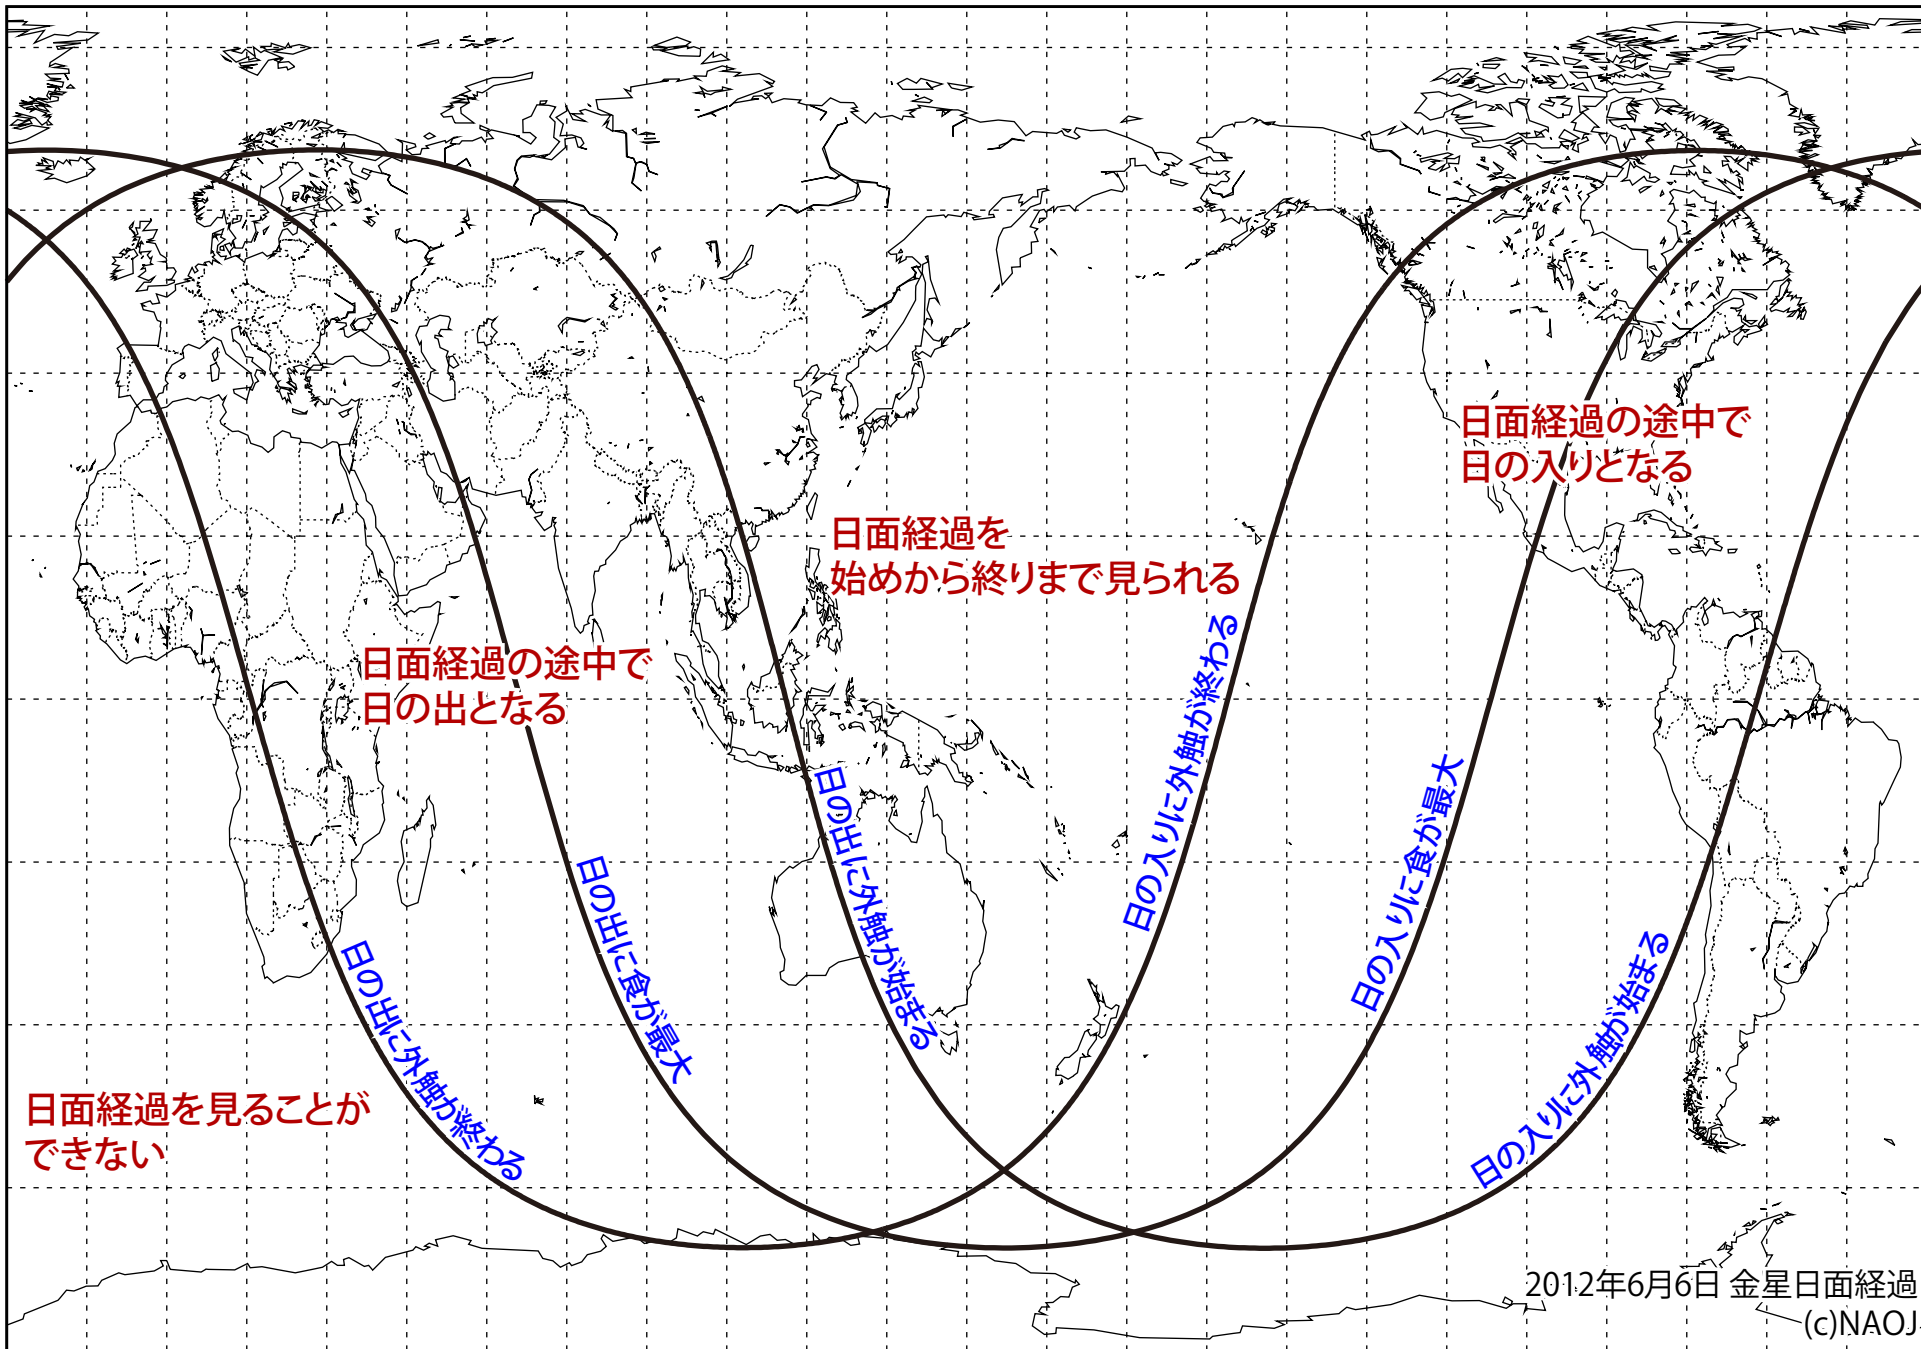 日面経過の途中で
日の入りとなる
日面経過を
始めから終りまで見られる
日面経過の途中で
日の出となる
日の入りに外触が終わる
日の入りに食が最大
日の出に外触が始まる
日の出に食が最大
日の入りに外触が始まる
日の出に外触が終わる
日面経過を見ることが
できない
2012年6月6日 金星日面経過
(c)NAOJ